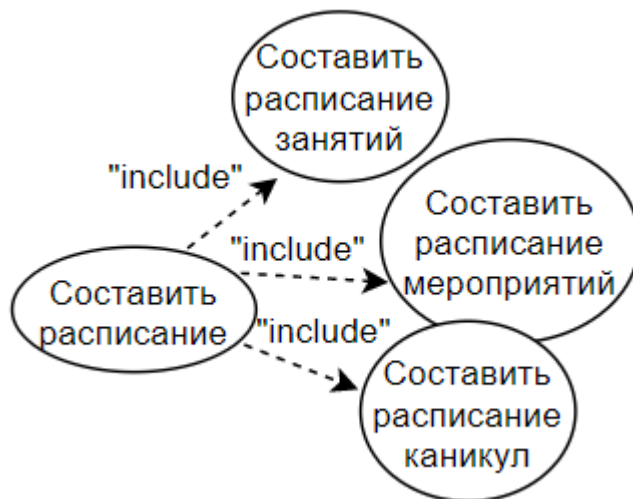 Составить
расписание
занятий
"include"
Составить
расписание
мероприятий
"include"
Составить
расписание
"include"
Составить
расписание
каникул